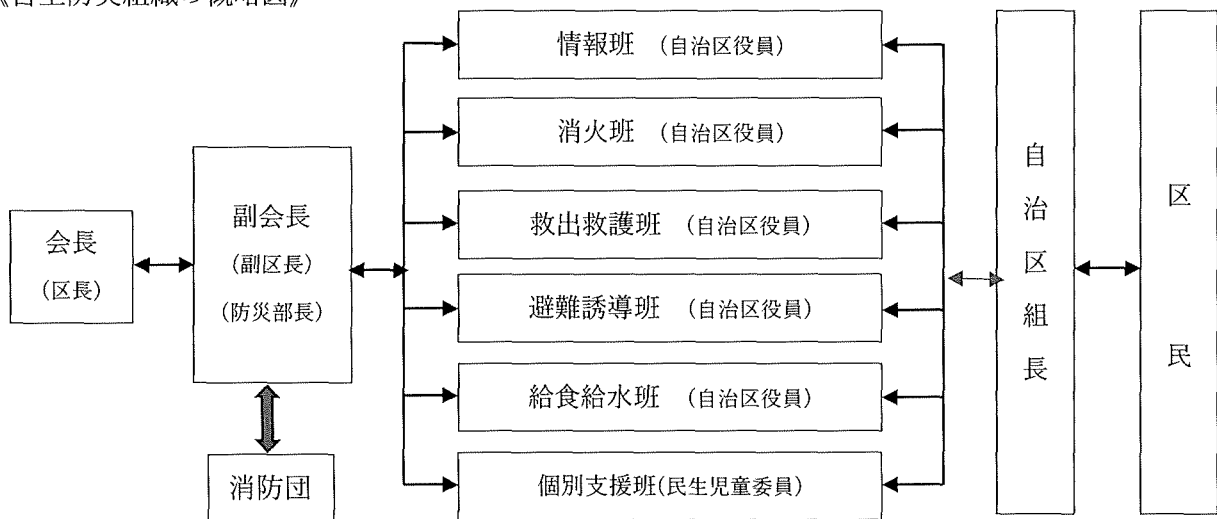 会長
(区長)
副会長
(副区長)
(防災部長)
消防団
情報班 (自治区役員)
消火班 (自治区役員)
救出救護班 (自治区役員)
避難誘導班 (自治区役員)
給食給水班 (自治区役員)
個別支援班(民生児童委員)
自治区組長
区民